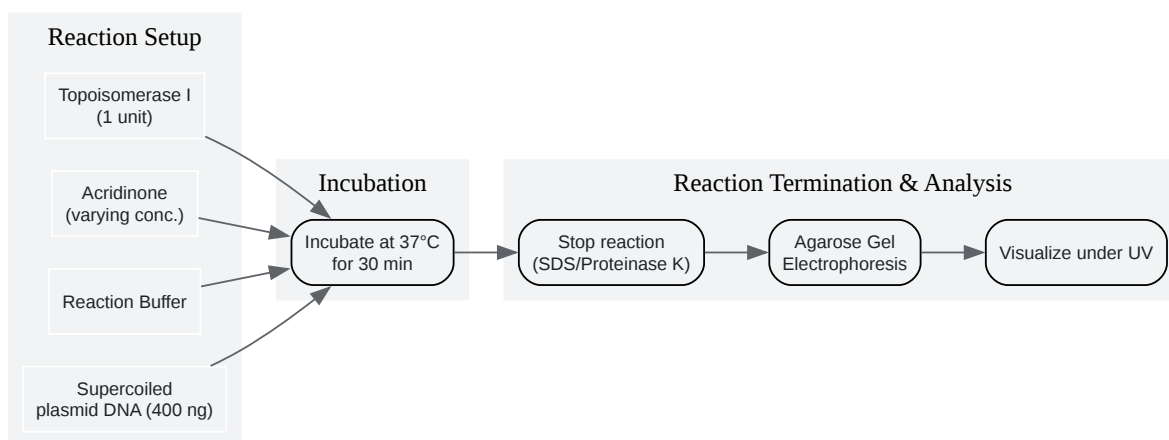 Reaction Setup
Topoisomerase I
(1 unit)
Acridinone
(varying conc.)
Reaction Buffer
Supercoiled
plasmid DNA (400 ng)
Incubation
Incubate at 37°C
for 30 min
Reaction Termination & Analysis
Stop reaction
(SDS/Proteinase K)
Agarose Gel
Electrophoresis
Visualize under UV